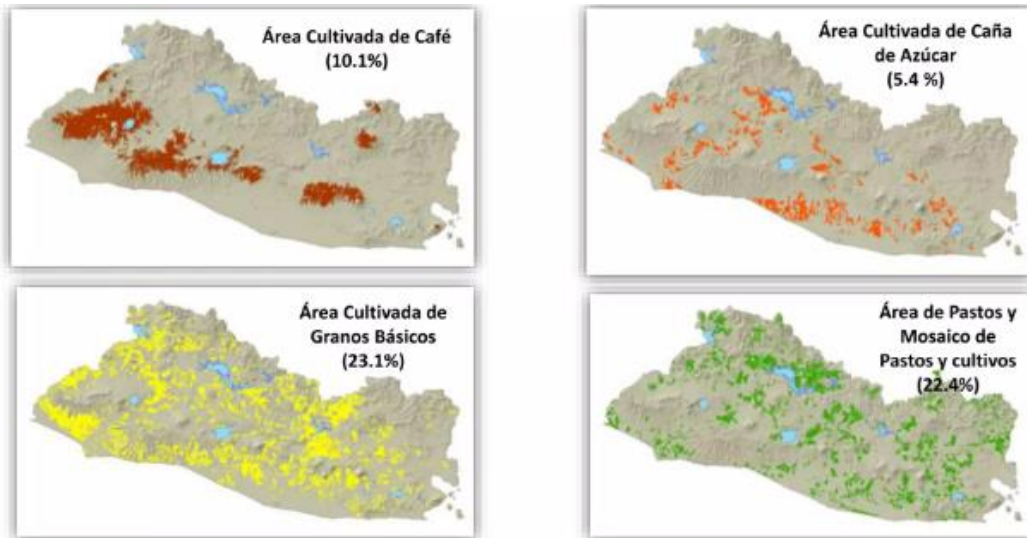 Área Cultivada de Café
(10.1%)
Área Cultivada de Caña
de Azúcar
(5.4 %)
Área Cultivada de
Granos Básicos
(23.1%)
Área de Pastos y
Mosaico de
Pastos y cultivos
(22.4%)